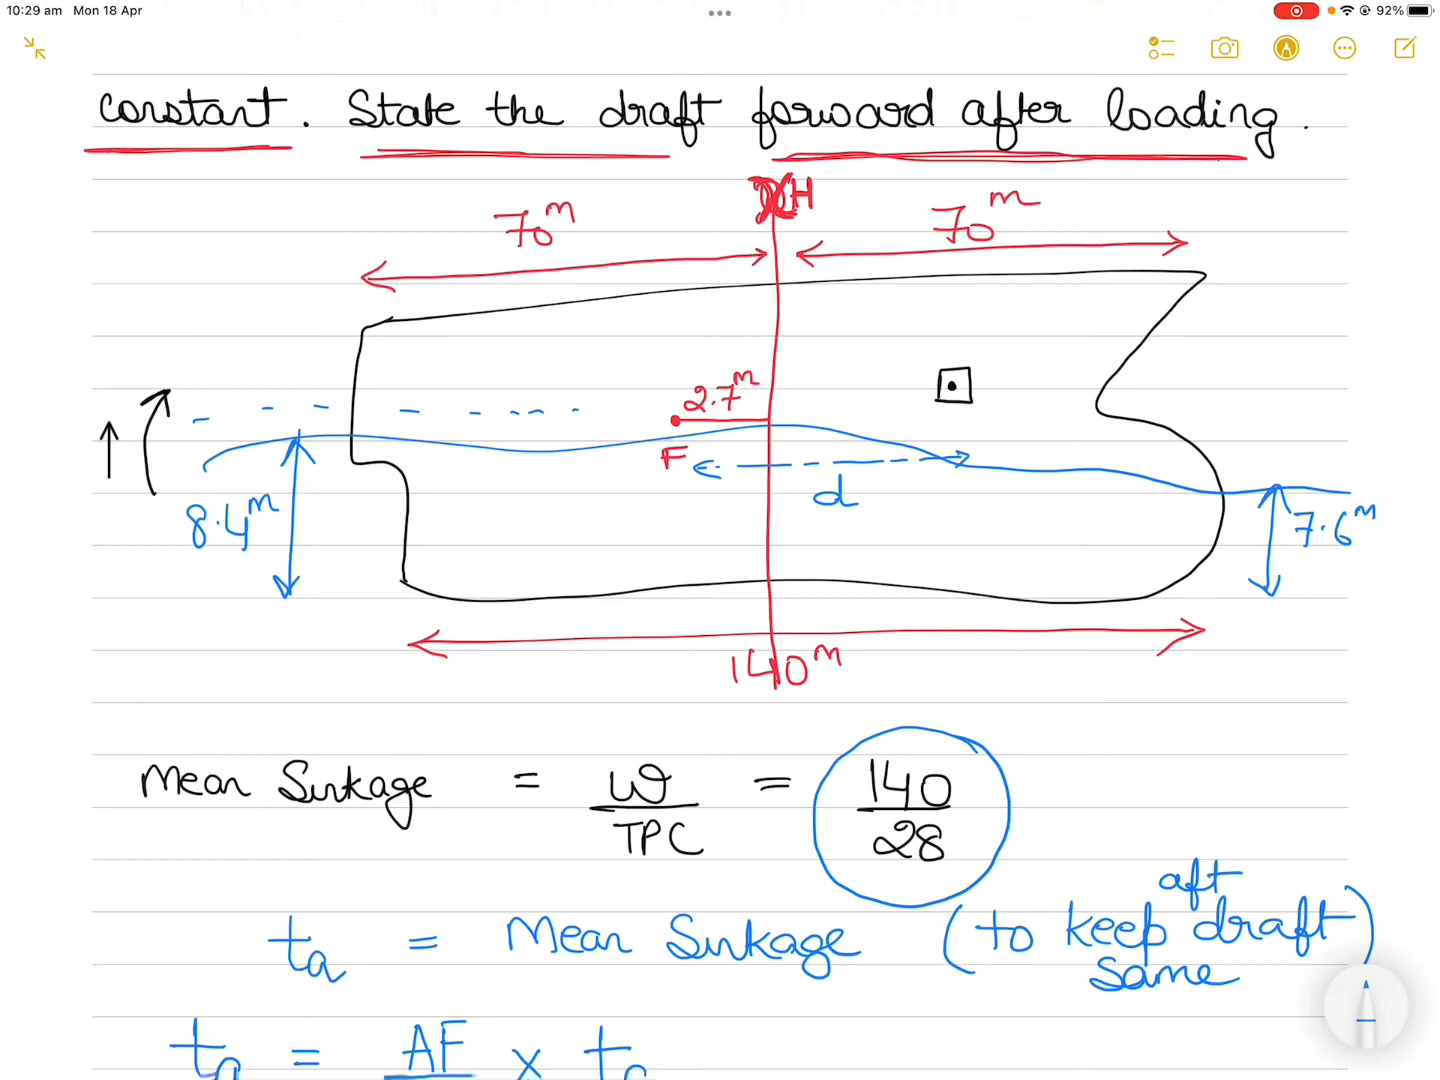 10:29 am Mon 18 Apr
92%
constant. State the draft forward after loading.
70m
70m
2.7m
F
d
8.4m
7.6m
140m
Mean Sinkage = w/TPC = 140/28
ta = Mean Sinkage (to keep aft draft same)
ta = AF